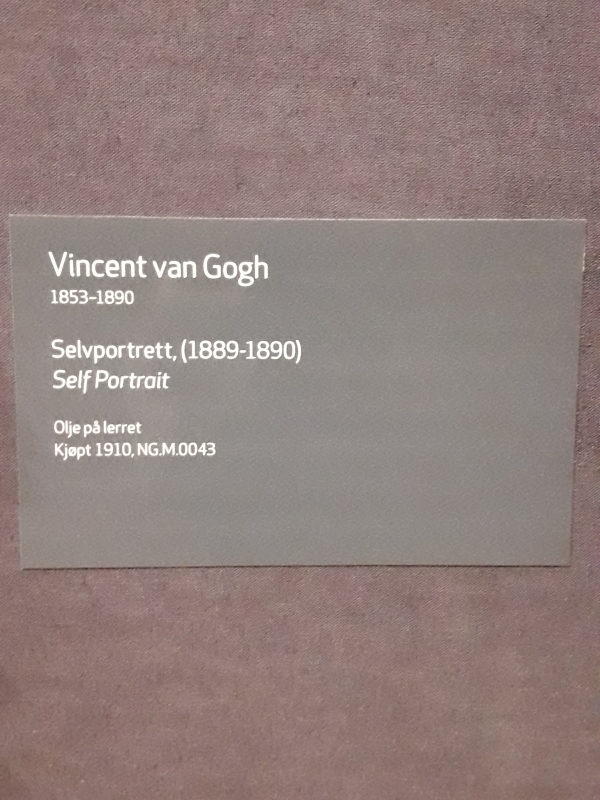 Vincent van Gogh
1853–1890
Selvportrett, (1889-1890)
Self Portrait
Olje på lerret
Kjøpt 1910, NG.M.0043